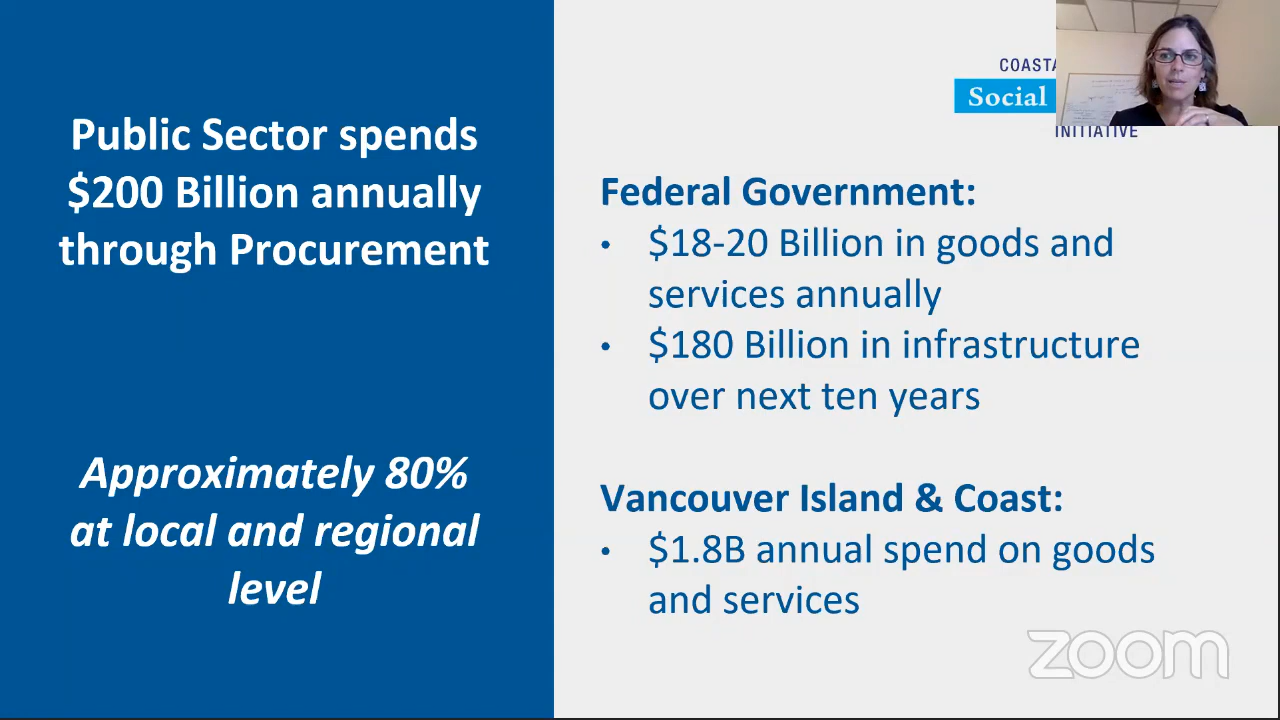 Public Sector spends
$200 Billion annually
through Procurement
Approximately 80%
at local and regional
level
Social
INITIATIVE
Federal Government:
• $18-20 Billion in goods and
services annually
• $180 Billion in infrastructure
over next ten years
Vancouver Island & Coast:
• $1.8B annual spend on goods
and services
zoom